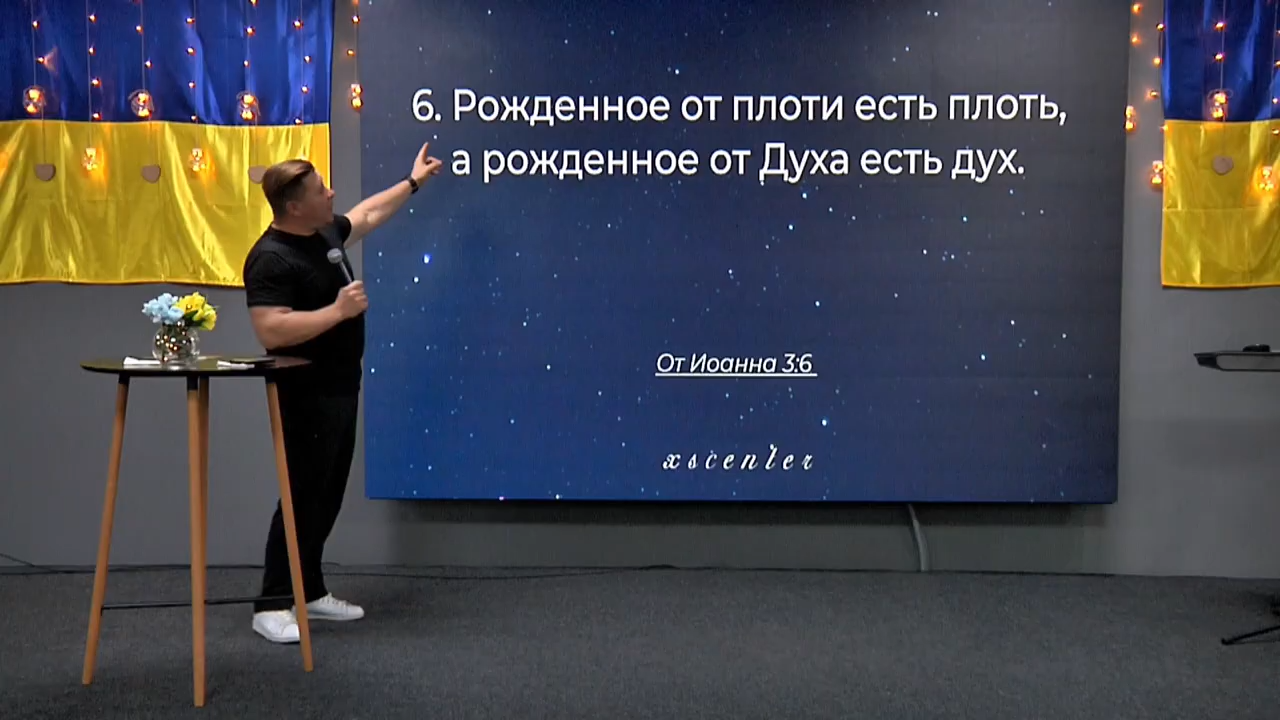 6. Рожденное от плоти есть плоть,
а рожденное от Духа есть дух.
От Иоанна 3:6
xscenter